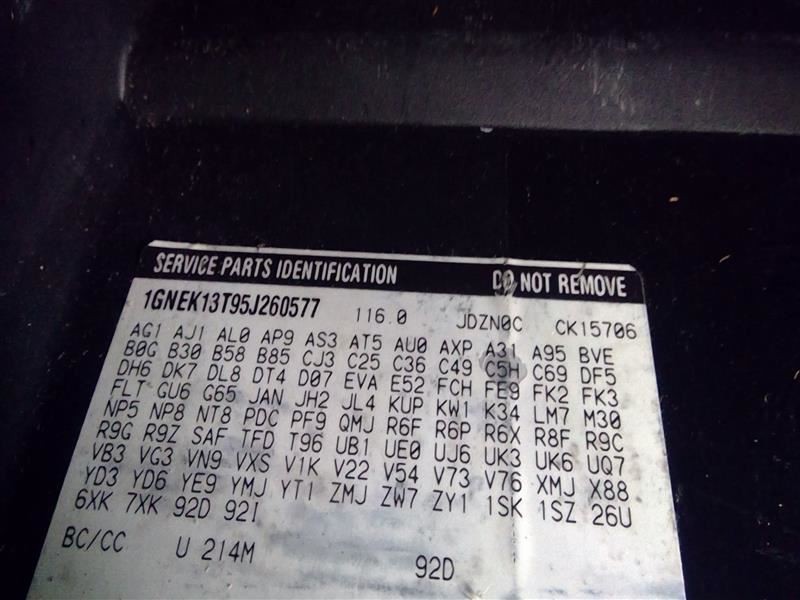 SERVICE PARTS IDENTIFICATION DO NOT REMOVE
1GNEK13T95J260577 116.0 JDZN0C CK15706
AG1 AJ1 AL0 AP9 AS3 AT5 AU0 AXP A31 A95 BVE
B0G B30 B58 B85 CJ3 C25 C36 C49 C5H C69 DF5
DH6 DK7 DL8 DT4 D07 EVA E52 FCH FE9 FK2 FK3
FLT GU6 G65 JAN JH2 JL4 KUP KW1 K34 LM7 M30
NP5 NP8 NT8 PDC PF9 QMJ R6F R6P R6X R8F R9C
R9G R9Z SAF TFD T96 UB1 UE0 UJ6 UK3 UK6 UQ7
VB3 VG3 VN9 VXS V1K V22 V54 V73 V76 XMJ X88
YD3 YD6 YE9 YMJ YT1 ZMJ ZW7 ZY1 1SK 1SZ 26U
6XK 7XK 92D 92I
BC/CC U 214M 92D